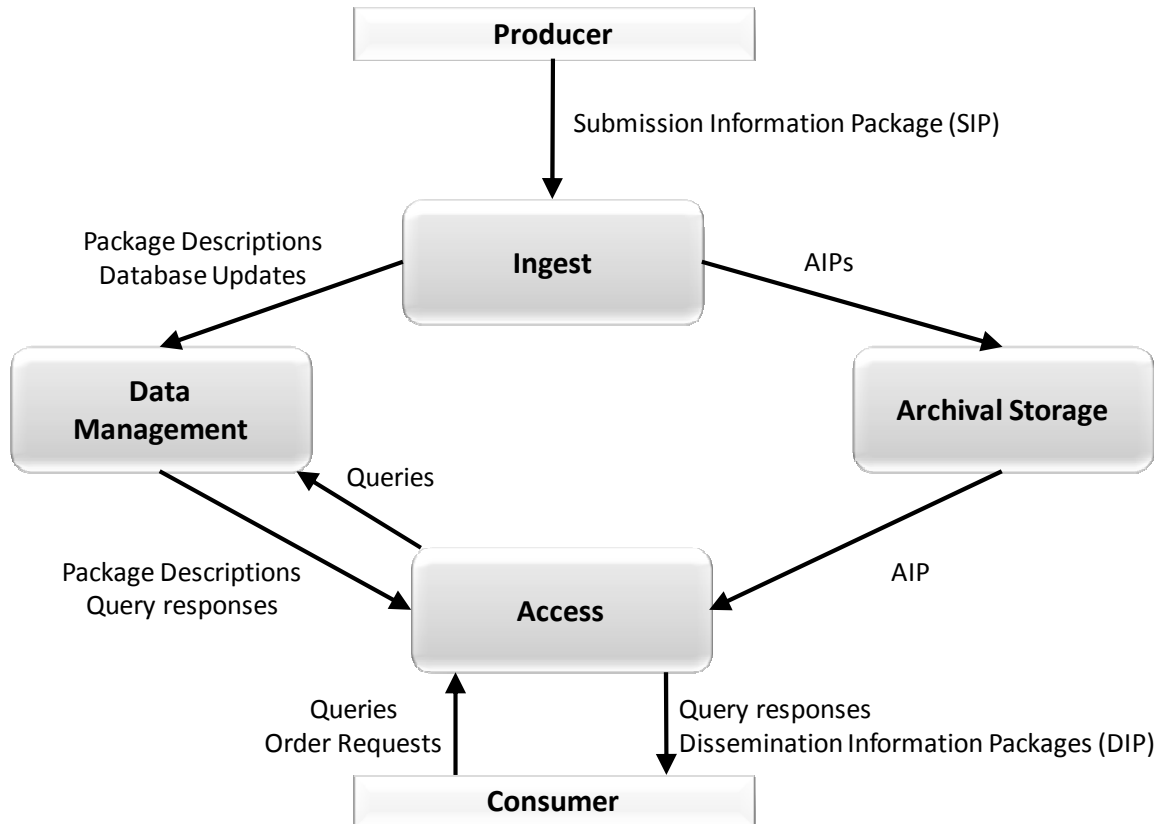 Producer
Submission Information Package (SIP)
Package Descriptions
Database Updates
Ingest
AIPs
Data
Management
Archival Storage
Queries
Package Descriptions
Query responses
AIP
Access
Queries
Order Requests
Query responses
Dissemination Information Packages (DIP)
Consumer